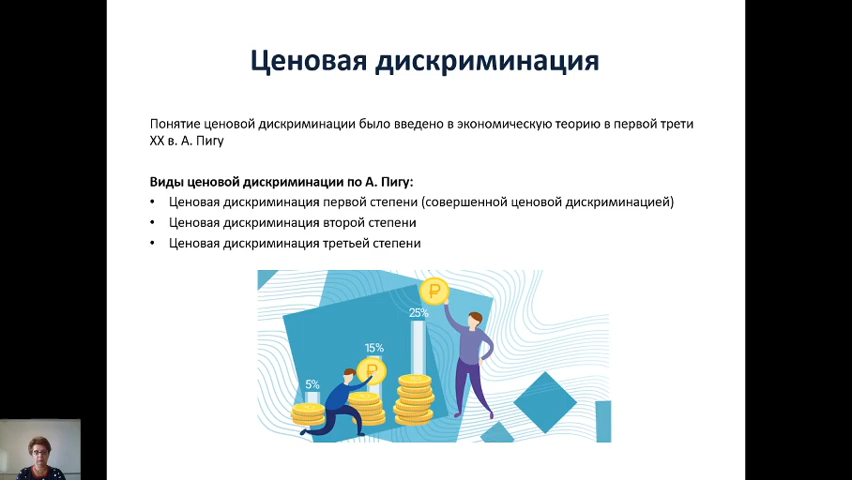 Ценовая дискриминация
Понятие ценовой дискриминации было введено в экономическую теорию в первой трети
XX в. А. Пигу
Виды ценовой дискриминации по А. Пигу:
• Ценовая дискриминация первой степени (совершенной ценовой дискриминацией)
• Ценовая дискриминация второй степени
• Ценовая дискриминация третьей степени
25%
15%
5%